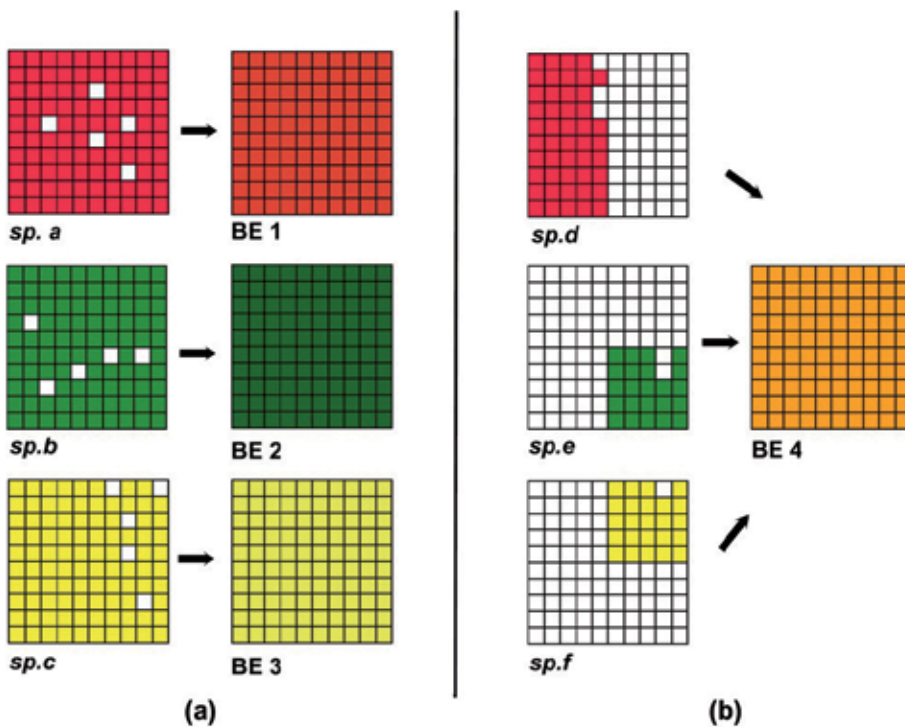 sp. a
BE 1
sp.b
BE 2
sp.c
BE 3
(a)
sp.d
sp.e
BE 4
sp.f
(b)